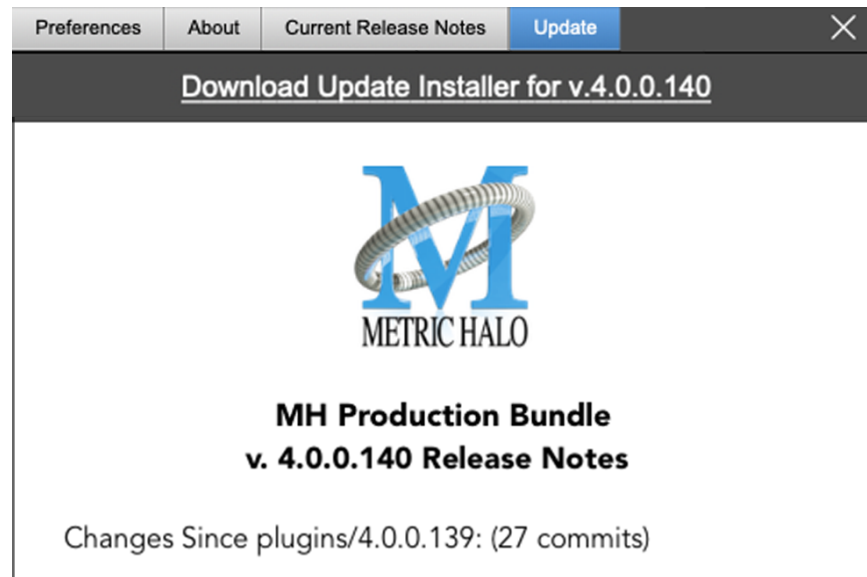 Preferences About Current Release Notes Update
Download Update Installer for v.4.0.0.140
M
METRIC HALO
MH Production Bundle
v. 4.0.0.140 Release Notes
Changes Since plugins/4.0.0.139: (27 commits)